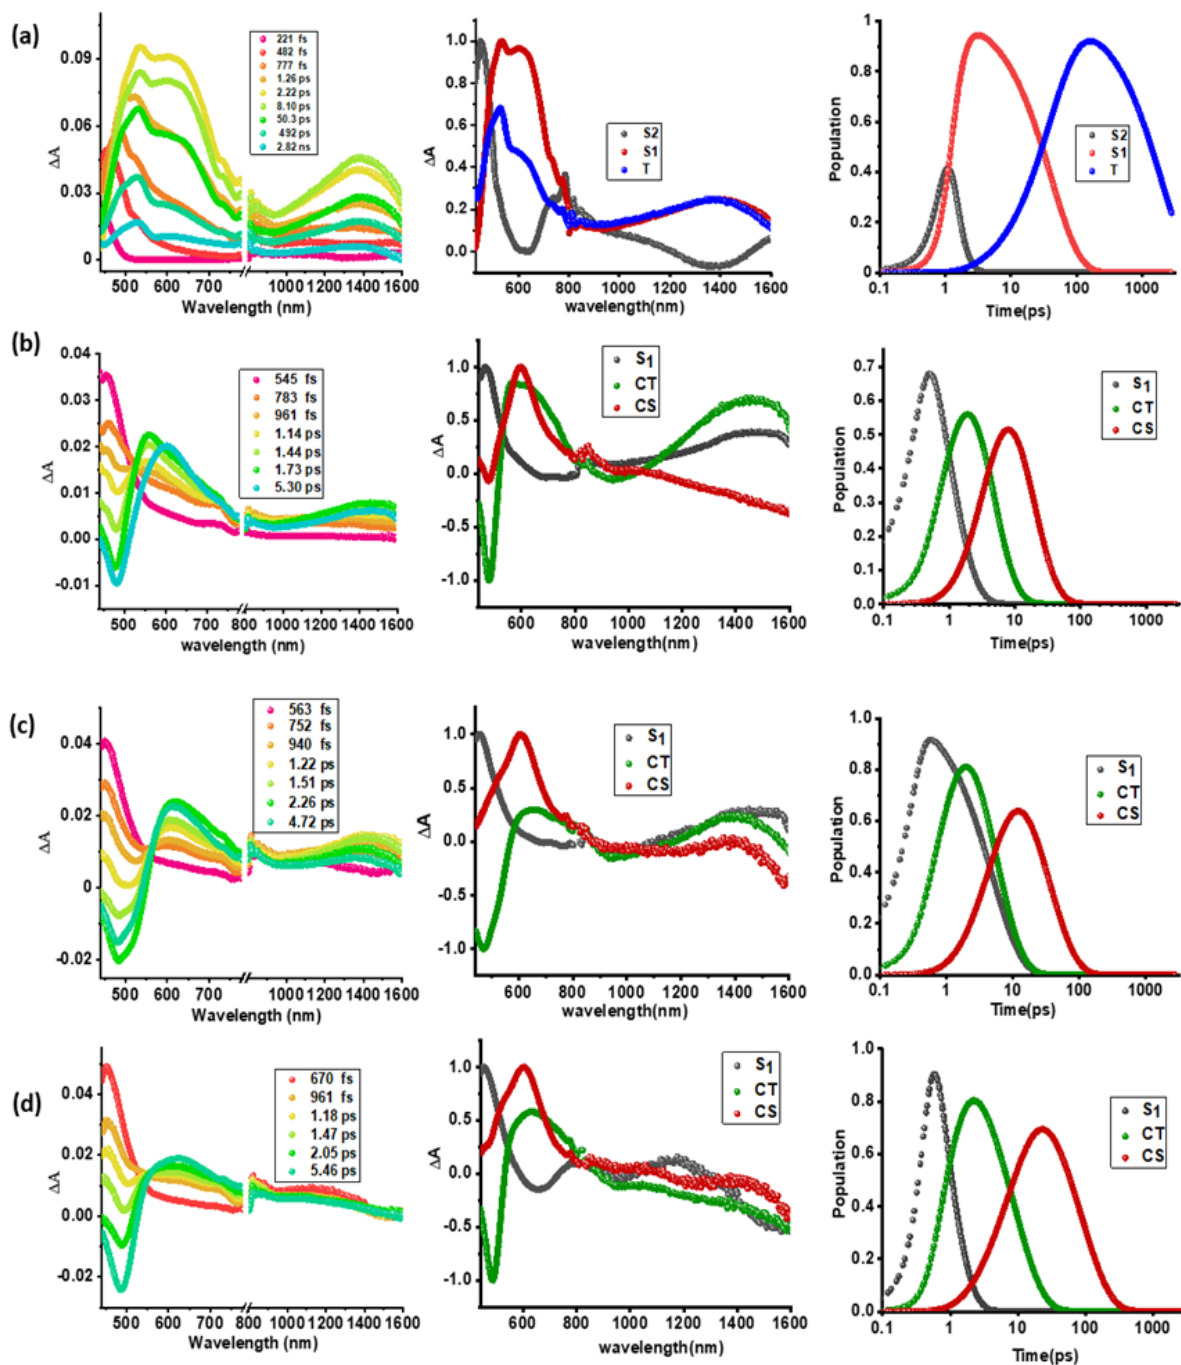 (a)
ΔA
0.09
0.06
0.03
0
500 600 700 1000 1200 1400 1600
Wavelength (nm)
221 fs
482 fs
777 fs
1.26 ps
2.22 ps
8.10 ps
50.3 ps
492 ps
2.82 ns
ΔA
1.0
0.8
0.6
0.4
0.2
0.0
600 800 1000 1200 1400 1600
wavelength(nm)
S2
S1
T
Population
1
0.8
0.6
0.4
0.2
0
0.1 1 10 100 1000
Time(ps)
S2
S1
T
(b)
ΔA
0.04
0.03
0.02
0.01
0.00
-0.01
500 600 700 1000 1200 1400 1600
wavelength (nm)
545 fs
783 fs
961 fs
1.14 ps
1.44 ps
1.73 ps
5.30 ps
ΔA
1.0
0.5
0.0
-0.5
-1.0
600 800 1000 1200 1400 1600
wavelength(nm)
S1
CT
CS
Population
0.7
0.6
0.5
0.4
0.3
0.2
0.1
0.0
0.1 1 10 100 1000
Time(ps)
S1
CT
CS
(c)
ΔA
0.04
0.02
0
-0.02
500 600 700 1000 1200 1400 1600
Wavelength (nm)
563 fs
752 fs
940 fs
1.22 ps
1.51 ps
2.26 ps
4.72 ps
ΔA
1.0
0.5
0.0
-0.5
-1.0
600 800 1000 1200 1400 1600
wavelength(nm)
S1
CT
CS
Population
1.0
0.8
0.6
0.4
0.2
0.0
0.1 1 10 100 1000
Time(ps)
S1
CT
CS
(d)
ΔA
0.04
0.02
0.00
-0.02
500 600 700 1000 1200 1400 1600
Wavelength (nm)
670 fs
961 fs
1.18 ps
1.47 ps
2.05 ps
5.46 ps
ΔA
1.0
0.5
0.0
-0.5
-1.0
600 800 1000 1200 1400 1600
wavelength(nm)
S1
CT
CS
Population
1.0
0.8
0.6
0.4
0.2
0.0
0.1 1 10 100 1000
Time(ps)
S1
CT
CS